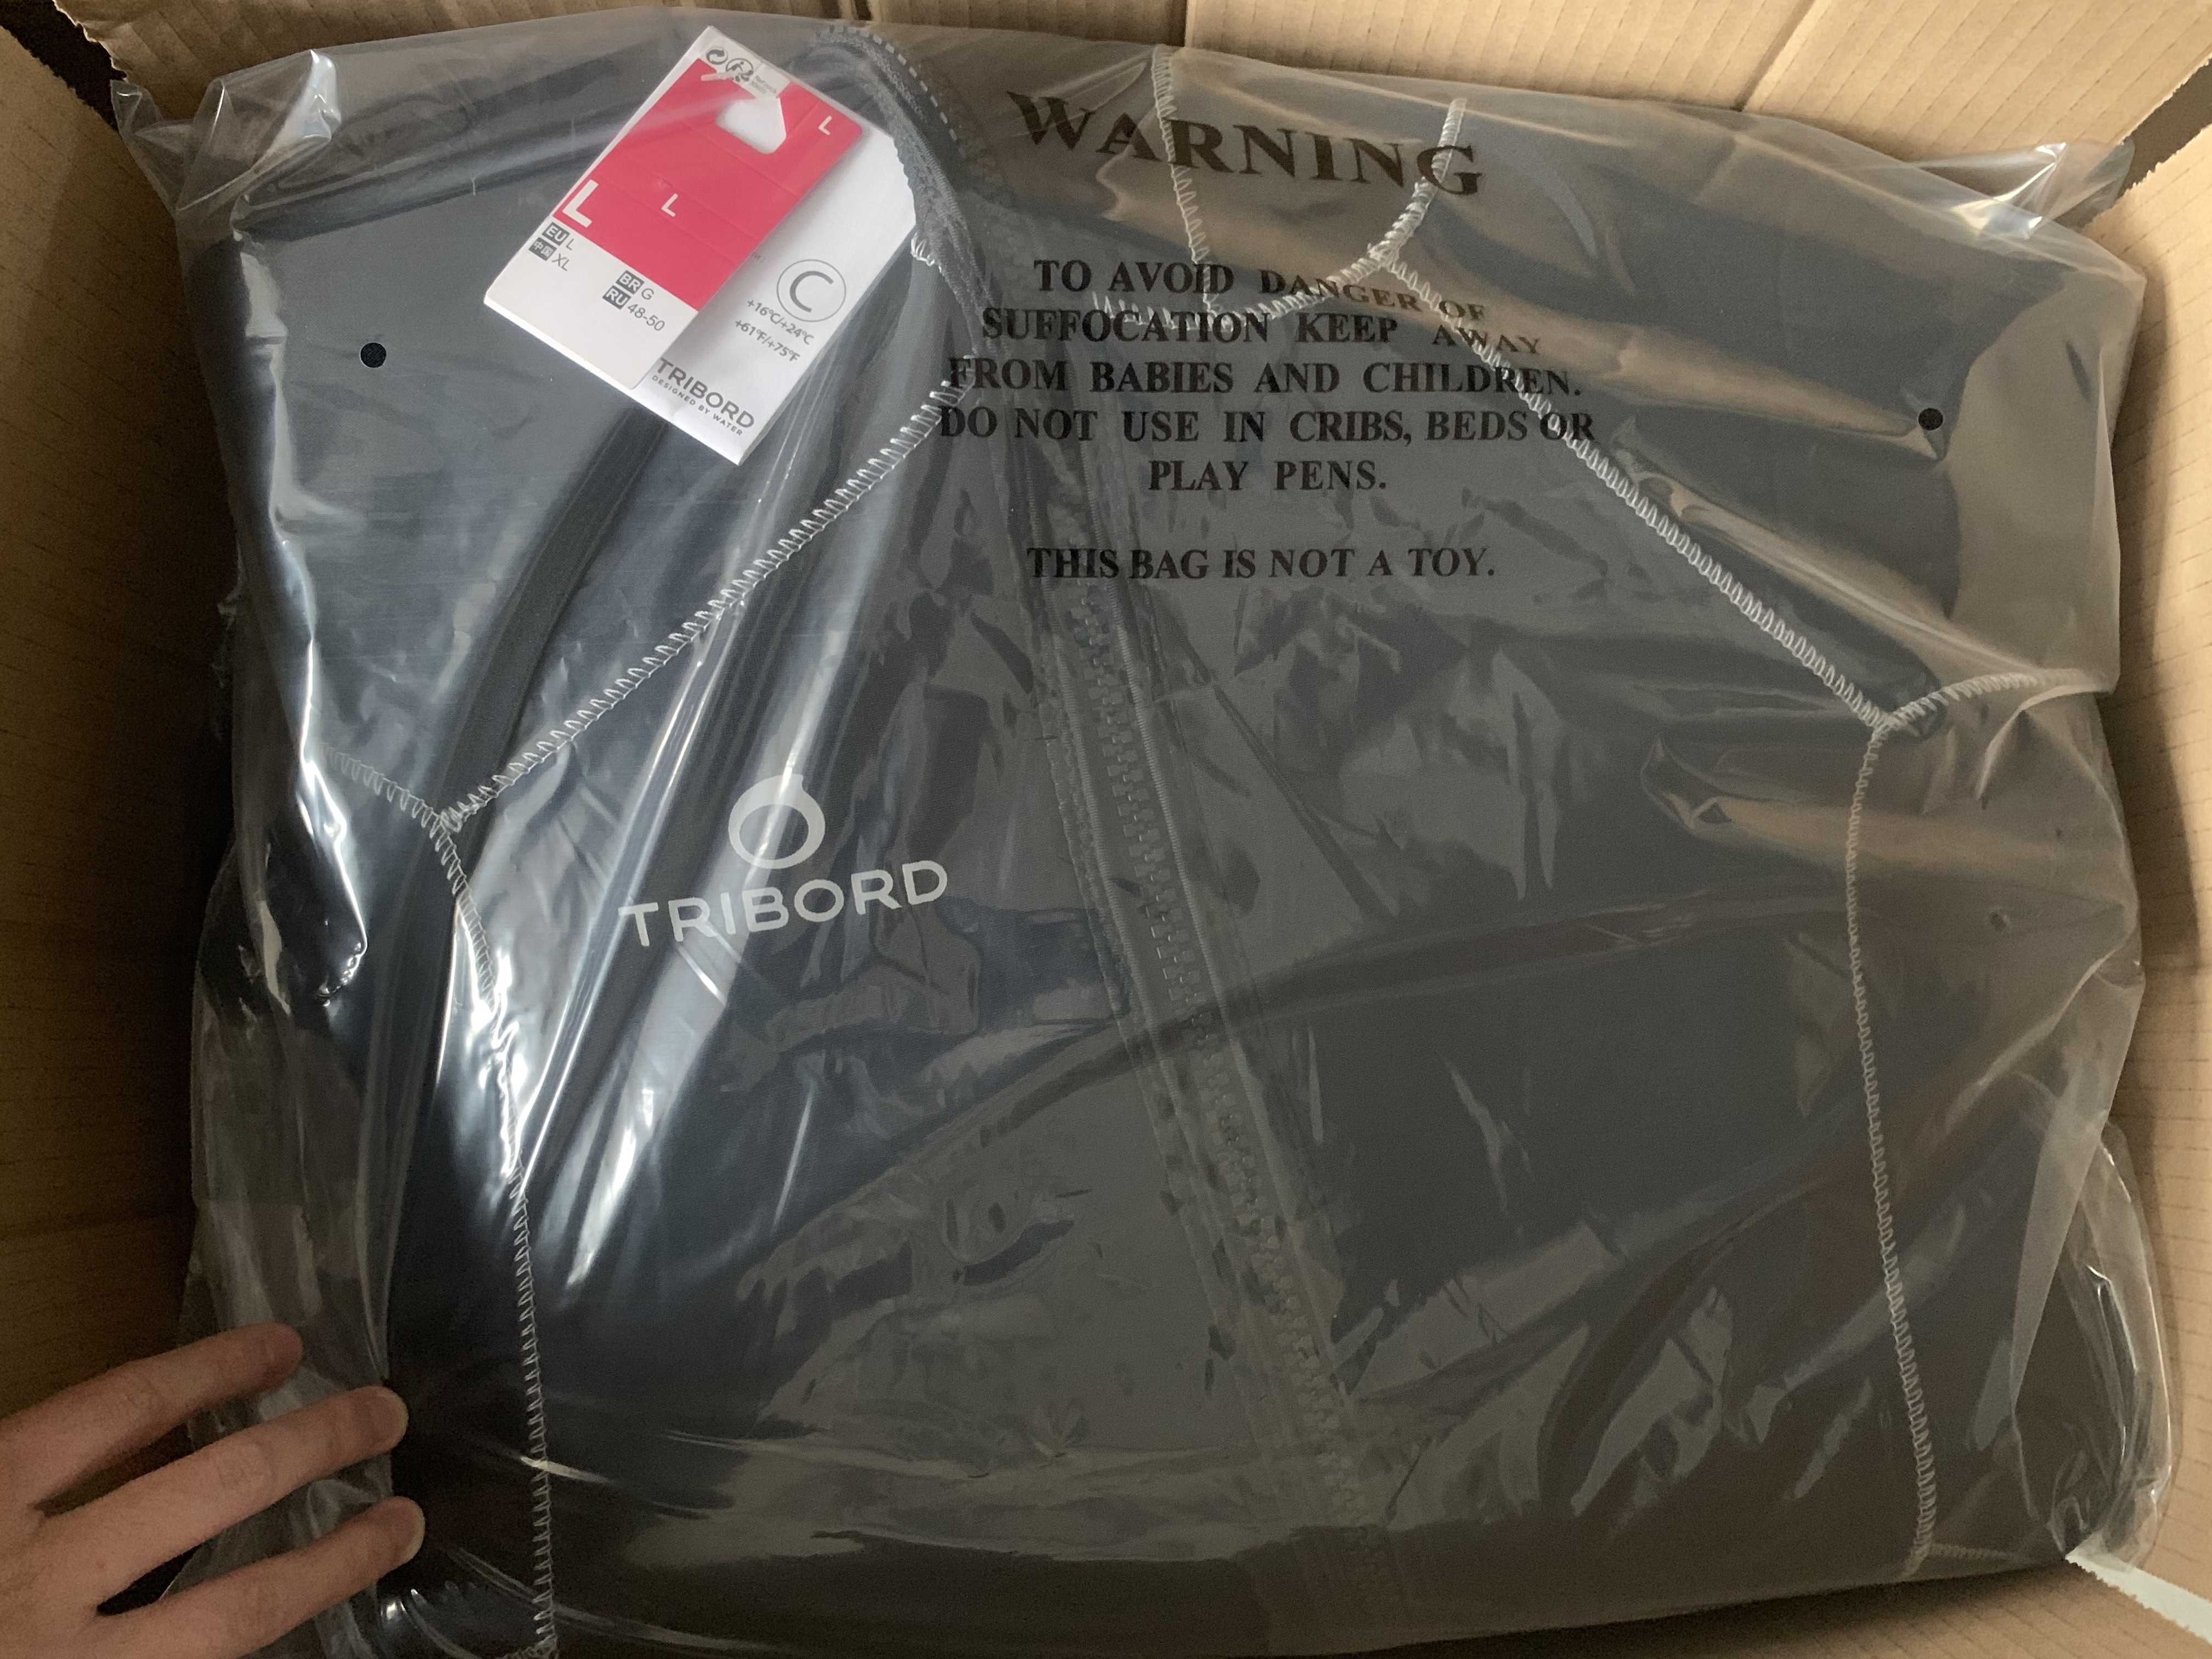 L
L
L
EU L
中国 XL
BR G
RU 48-50
C
+16°C/+24°C
+61°F/+75°F
TRIBORD
DESIGNED BY WATER
WARNING
TO AVOID DANGER OF
SUFFOCATION KEEP AWAY
FROM BABIES AND CHILDREN.
DO NOT USE IN CRIBS, BEDS OR
PLAY PENS.
THIS BAG IS NOT A TOY.
TRIBORD